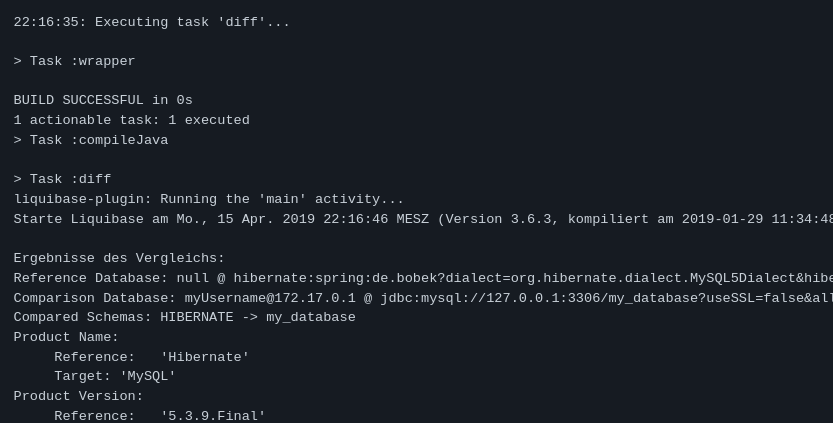 22:16:35: Executing task 'diff'...
> Task :wrapper
BUILD SUCCESSFUL in 0s
1 actionable task: 1 executed
> Task :compileJava
> Task :diff
liquibase-plugin: Running the 'main' activity...
Starte Liquibase am Mo., 15 Apr. 2019 22:16:46 MESZ (Version 3.6.3, kompiliert am 2019-01-29 11:34:48
Ergebnisse des Vergleichs:
Reference Database: null @ hibernate:spring:de.bobek?dialect=org.hibernate.dialect.MySQL5Dialect&hibe
Comparison Database: myUsername@172.17.0.1 @ jdbc:mysql://127.0.0.1:3306/my_database?useSSL=false&all
Compared Schemas: HIBERNATE -> my_database
Product Name:
     Reference:   'Hibernate'
     Target: 'MySQL'
Product Version:
     Reference:   '5.3.9.Final'